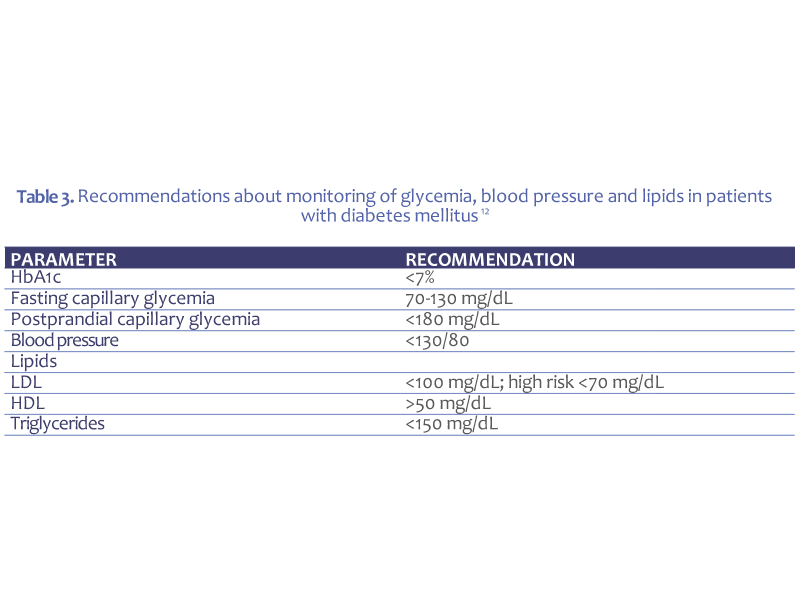 Table 3. Recommendations about monitoring of glycemia, blood pressure and lipids in patients
with diabetes mellitus 12
PARAMETER RECOMMENDATION
HbA1c <7%
Fasting capillary glycemia 70-130 mg/dL
Postprandial capillary glycemia <180 mg/dL
Blood pressure <130/80
Lipids
LDL <100 mg/dL; high risk <70 mg/dL
HDL >50 mg/dL
Triglycerides <150 mg/dL